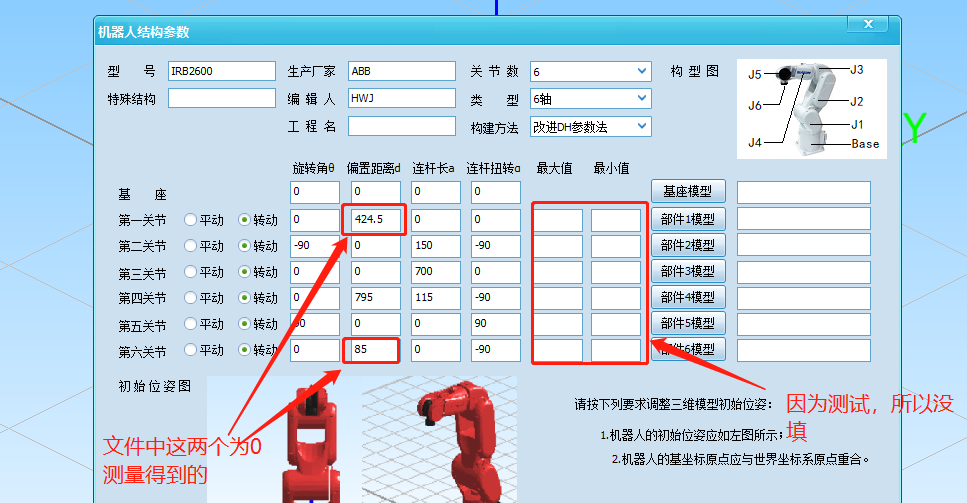 机器人结构参数
x
型 号 IRB2600 生产厂家 ABB 关 节 数 6 构 型 图
特殊结构 编 辑 人 HWJ 类 型 6轴
工 程 名 构建方法 改进DH参数法
J5 J3
J6 J2
J1
J4 Base
Y
旋转角θ 偏置距离d 连杆长a 连杆扭转α 最大值 最小值
基 座 0 0 0 0 基座模型
第一关节 平动 转动 0 424.5 0 0 部件1模型
第二关节 平动 转动 -90 0 150 -90 部件2模型
第三关节 平动 转动 0 0 700 0 部件3模型
第四关节 平动 转动 0 795 115 -90 部件4模型
第五关节 平动 转动 90 0 0 90 部件5模型
第六关节 平动 转动 0 85 0 -90 部件6模型
初始位姿图
请按下列要求调整三维模型初始位姿:
1.机器人的初始位姿应如左图所示;
2.机器人的基坐标原点应与世界坐标系原点重合。
因为测试，所以没
填
文件中这两个为0
测量得到的